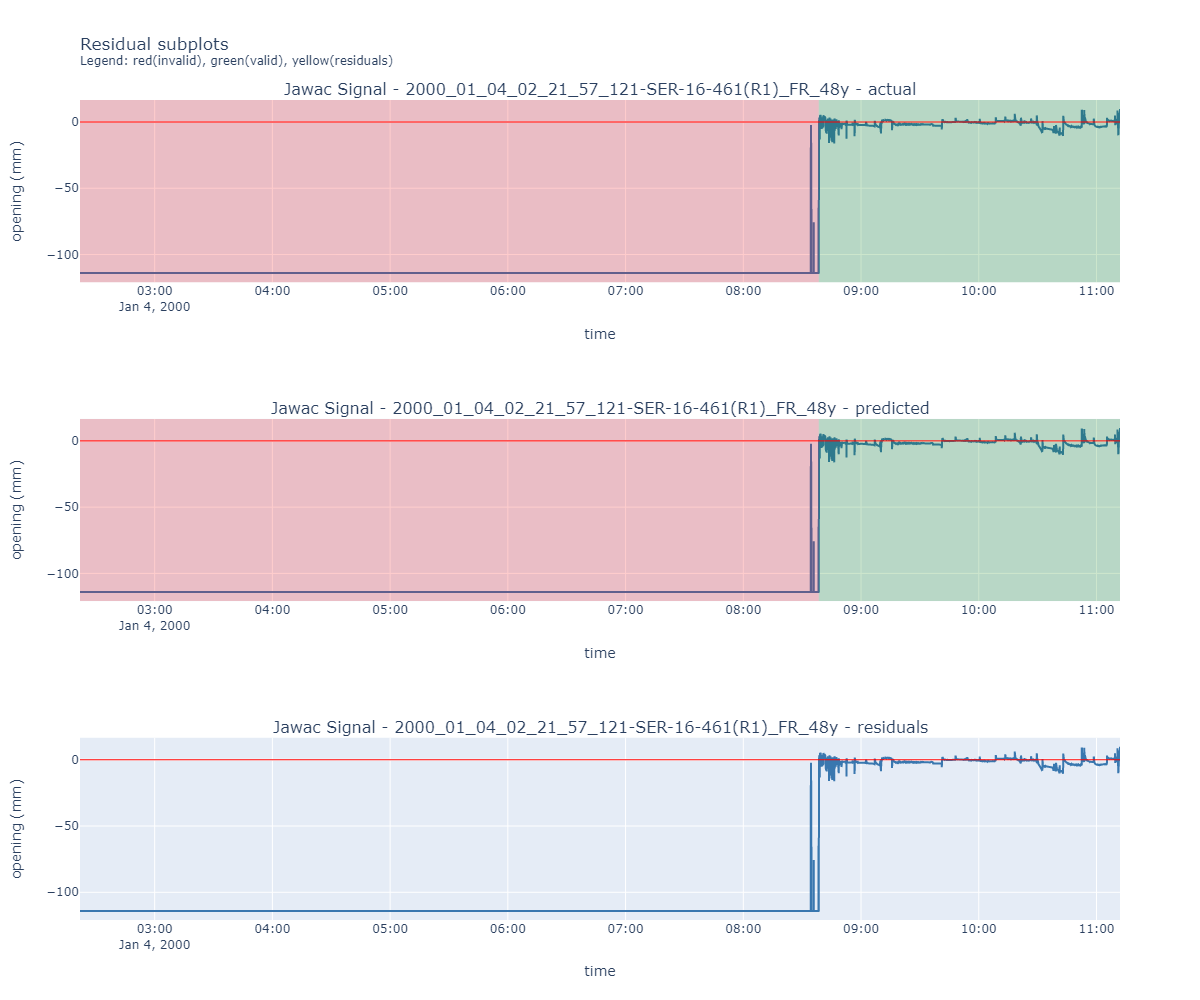 Residual subplots
Legend: red(invalid), green(valid), yellow(residuals)
Jawac Signal - 2000_01_04_02_21_57_121-SER-16-461(R1)_FR_48y - actual
opening (mm)
0
−50
−100
03:00 04:00 05:00 06:00 07:00 08:00 09:00 10:00 11:00
Jan 4, 2000
time
Jawac Signal - 2000_01_04_02_21_57_121-SER-16-461(R1)_FR_48y - predicted
opening (mm)
0
−50
−100
03:00 04:00 05:00 06:00 07:00 08:00 09:00 10:00 11:00
Jan 4, 2000
time
Jawac Signal - 2000_01_04_02_21_57_121-SER-16-461(R1)_FR_48y - residuals
opening (mm)
0
−50
−100
03:00 04:00 05:00 06:00 07:00 08:00 09:00 10:00 11:00
Jan 4, 2000
time